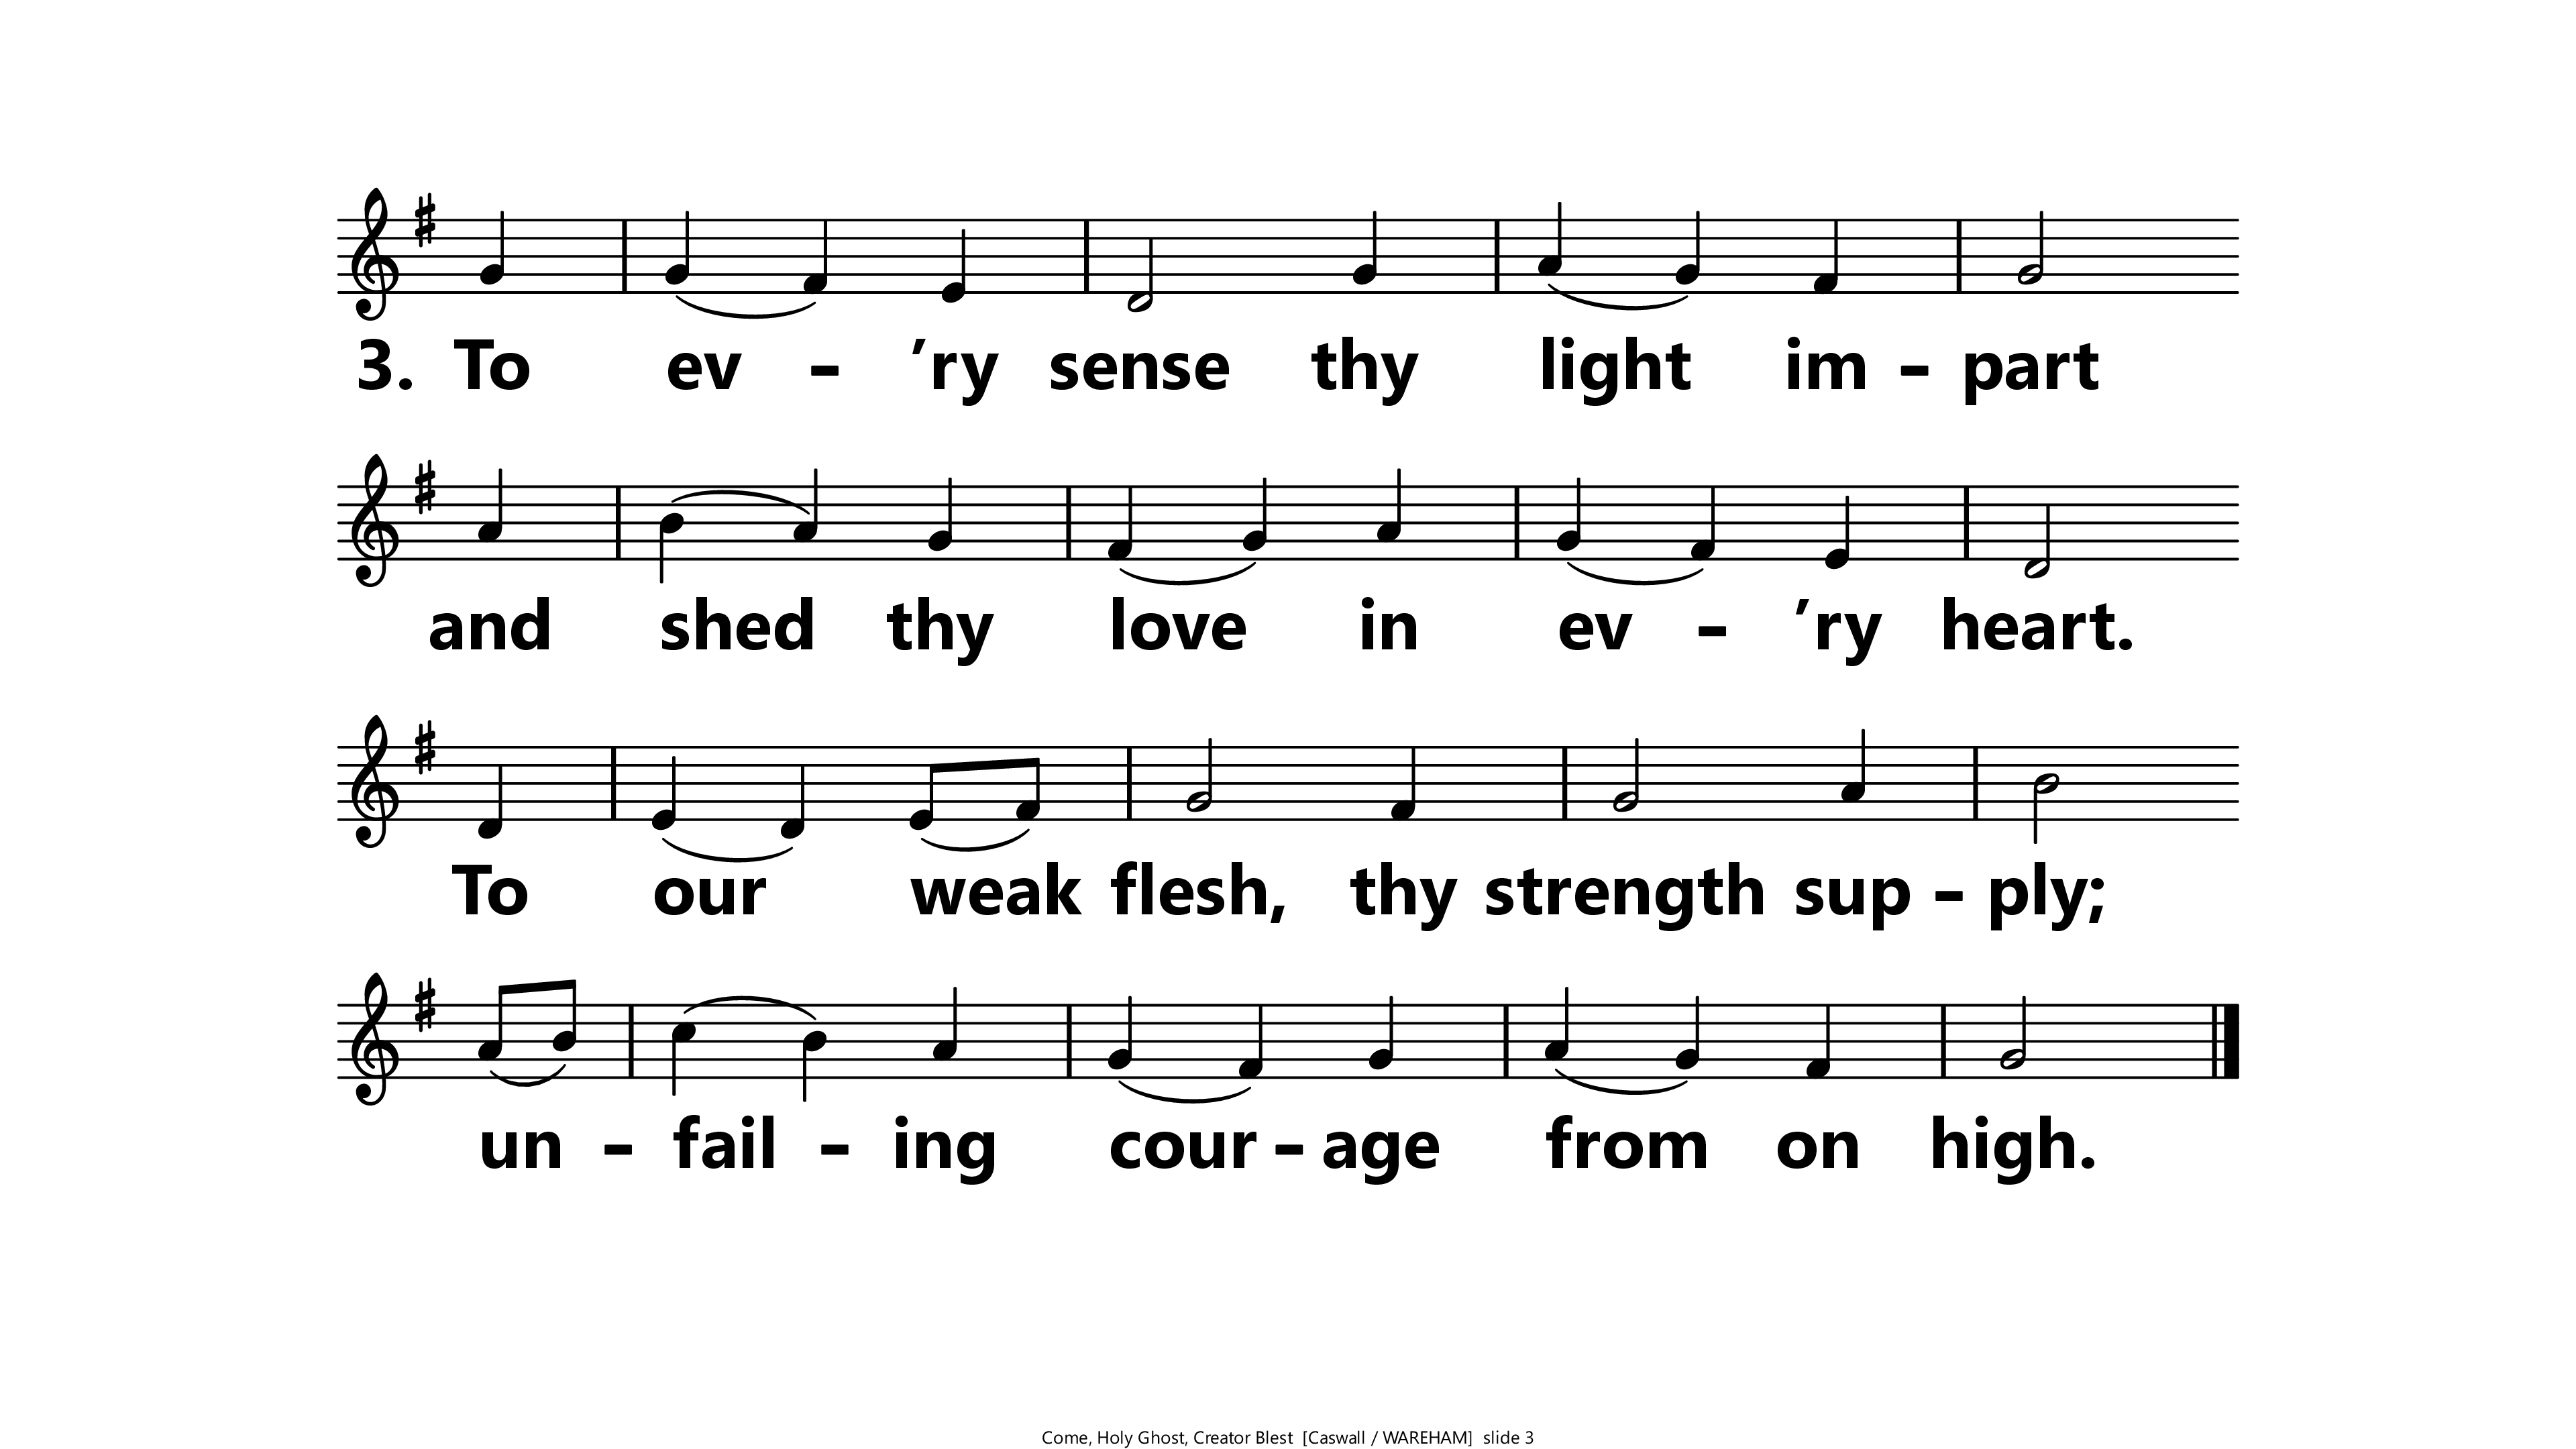 3. To ev – ’ry sense thy light im – part
and shed thy love in ev – ’ry heart.
To our weak flesh, thy strength sup – ply;
un – fail – ing cour – age from on high.
Come, Holy Ghost, Creator Blest [Caswall / WAREHAM] slide 3